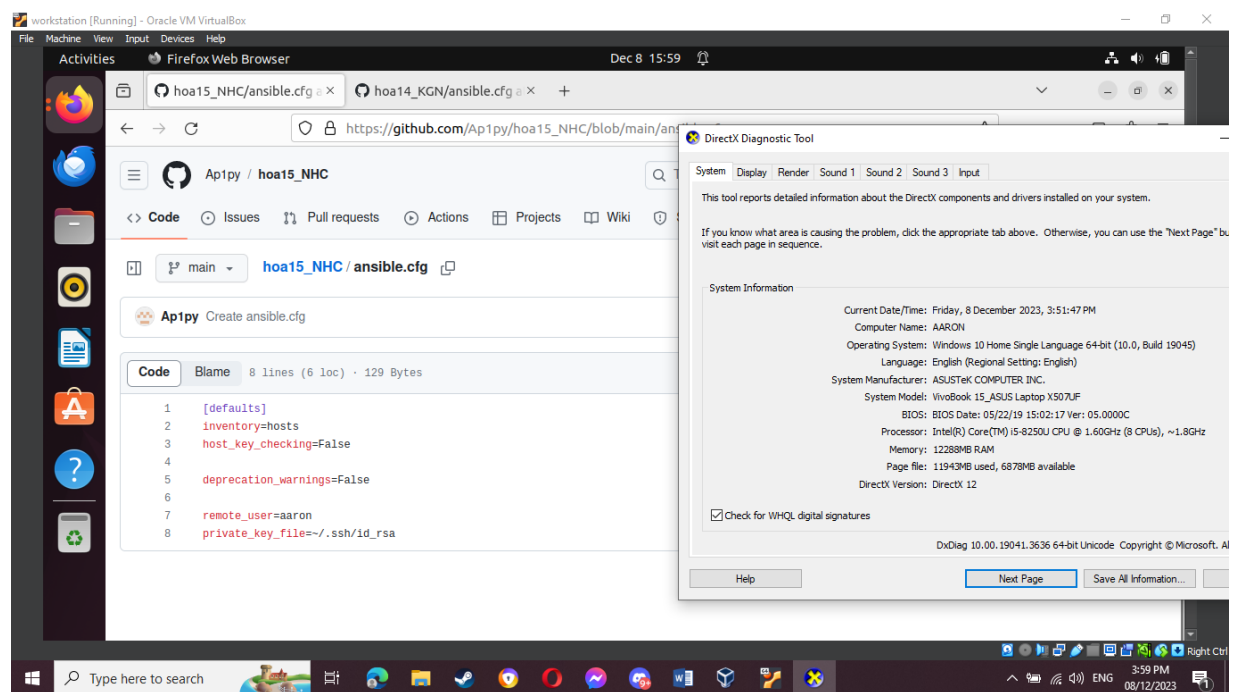 workstation [Running] - Oracle VM VirtualBox
File Machine View Input Devices Help
Activities Firefox Web Browser Dec 8 15:59
hoa15_NHC/ansible.cfg a hoa14_KGN/ansible.cfg a
https://github.com/Ap1py/hoa15_NHC/blob/main/an
Ap1py / hoa15_NHC
Code Issues Pull requests Actions Projects Wiki
main hoa15_NHC / ansible.cfg
Ap1py Create ansible.cfg
Code Blame 8 lines (6 loc) · 129 Bytes
1 [defaults]
2 inventory=hosts
3 host_key_checking=False
4
5 deprecation_warnings=False
6
7 remote_user=aaron
8 private_key_file=~/.ssh/id_rsa
DirectX Diagnostic Tool
System Display Render Sound 1 Sound 2 Sound 3 Input
This tool reports detailed information about the DirectX components and drivers installed on your system.
If you know what area is causing the problem, click the appropriate tab above. Otherwise, you can use the "Next Page" bu
visit each page in sequence.
System Information
Current Date/Time: Friday, 8 December 2023, 3:51:47 PM
Computer Name: AARON
Operating System: Windows 10 Home Single Language 64-bit (10.0, Build 19045)
Language: English (Regional Setting: English)
System Manufacturer: ASUSTeK COMPUTER INC.
System Model: VivoBook 15_ASUS Laptop X507UF
BIOS: BIOS Date: 05/22/19 15:02:17 Ver: 05.0000C
Processor: Intel(R) Core(TM) i5-8250U CPU @ 1.60GHz (8 CPUs), ~1.8GHz
Memory: 12288MB RAM
Page file: 11943MB used, 6878MB available
DirectX Version: DirectX 12
Check for WHQL digital signatures
DxDiag 10.00.19041.3636 64-bit Unicode Copyright © Microsoft. Al
Help Next Page Save All Information...
Right Ctrl
Type here to search
ENG
3:59 PM
08/12/2023
1